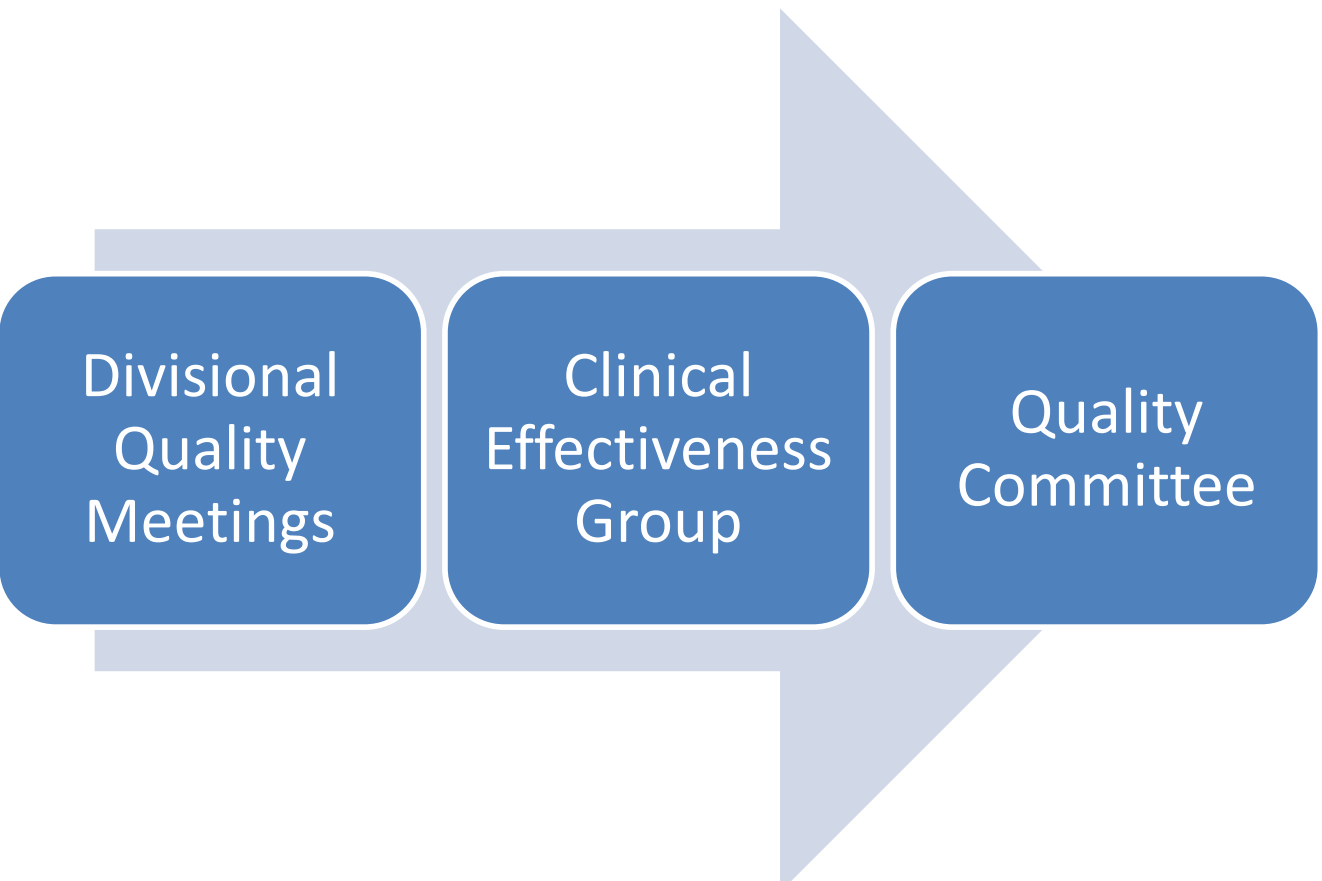 Divisional
Quality
Meetings
Clinical
Effectiveness
Group
Quality
Committee